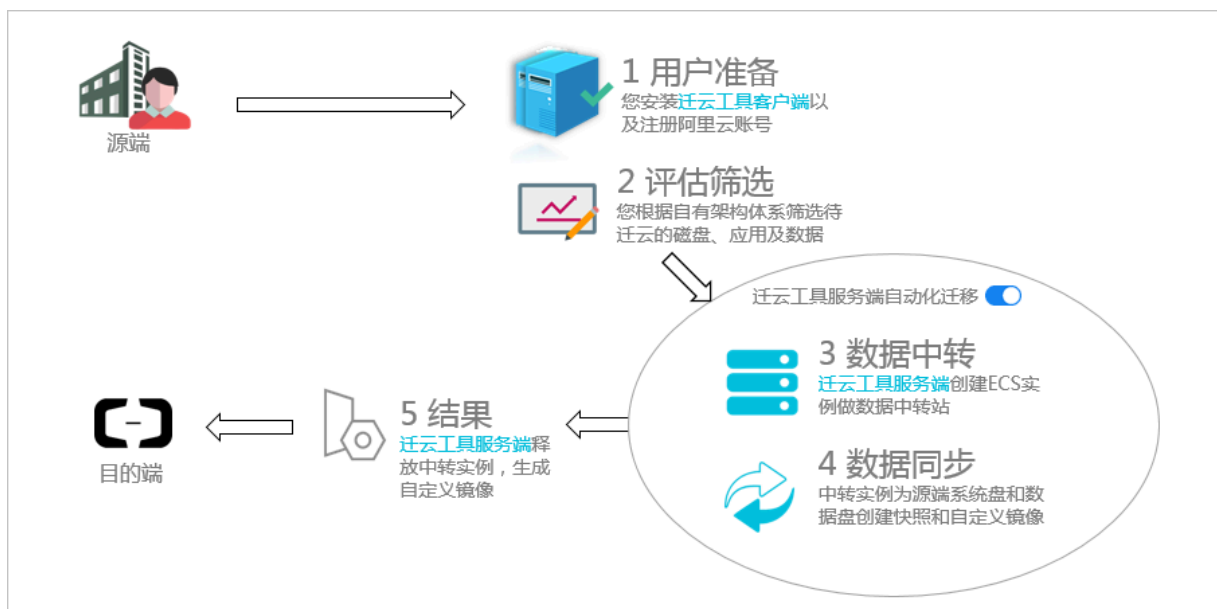 源端
1 用户准备
您安装迁云工具客户端以
及注册阿里云账号
2 评估筛选
您根据自有架构体系筛选待
迁云的磁盘、应用及数据
迁云工具服务端自动化迁移
3 数据中转
迁云工具服务端创建ECS实
例做数据中转站
4 数据同步
中转实例为源端系统盘和数
据盘创建快照和自定义镜像
5 结果
迁云工具服务端释
放中转实例，生成
自定义镜像
目的端